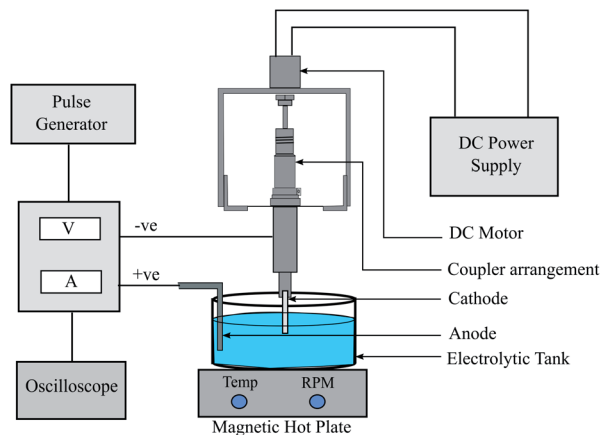 Pulse
Generator
DC Power
Supply
V
-ve
A
+ve
DC Motor
Coupler arrangement
Cathode
Anode
Electrolytic Tank
Oscilloscope
Temp
RPM
Magnetic Hot Plate